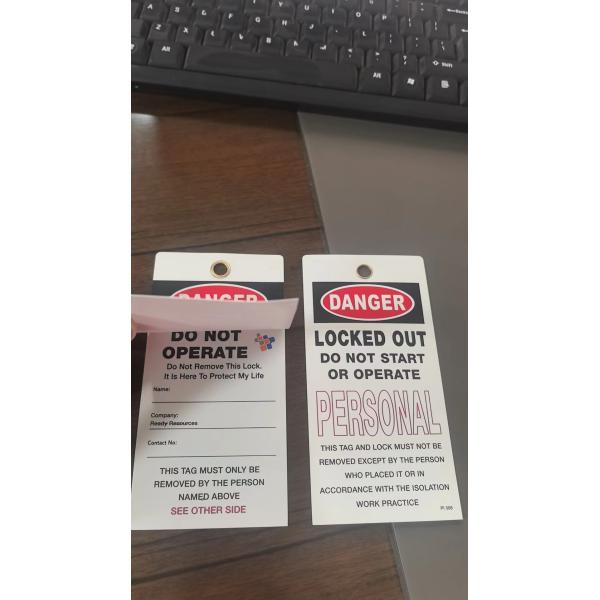 DANGER
DO NOT
OPERATE
Do Not Remove This Lock.
It Is Here To Protect My Life
Name:
Company:
Ready Resources
Contact No:
THIS TAG MUST ONLY BE
REMOVED BY THE PERSON
NAMED ABOVE
SEE OTHER SIDE
DANGER
LOCKED OUT
DO NOT START
OR OPERATE
PERSONAL
THIS TAG AND LOCK MUST NOT BE
REMOVED EXCEPT BY THE PERSON
WHO PLACED IT OR IN
ACCORDANCE WITH THE ISOLATION
WORK PRACTICE